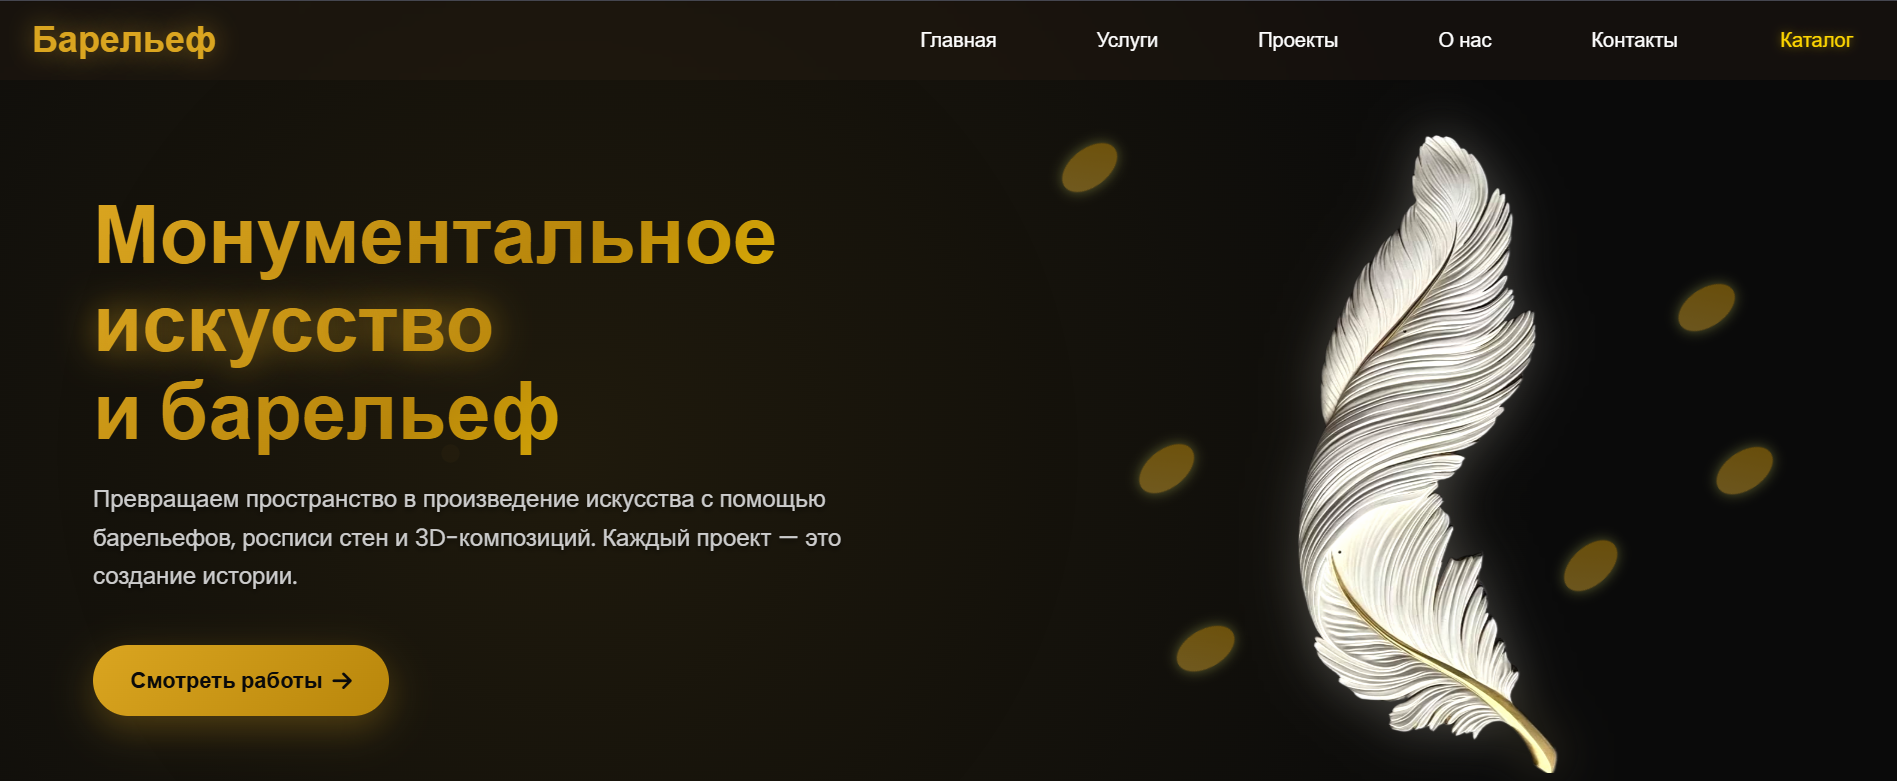 Барельеф
Главная
Услуги
Проекты
О нас
Контакты
Каталог
Монументальное
искусство
и барельеф
Превращаем пространство в произведение искусства с помощью
барельефов, росписи стен и 3D-композиций. Каждый проект — это
создание истории.
Смотреть работы →